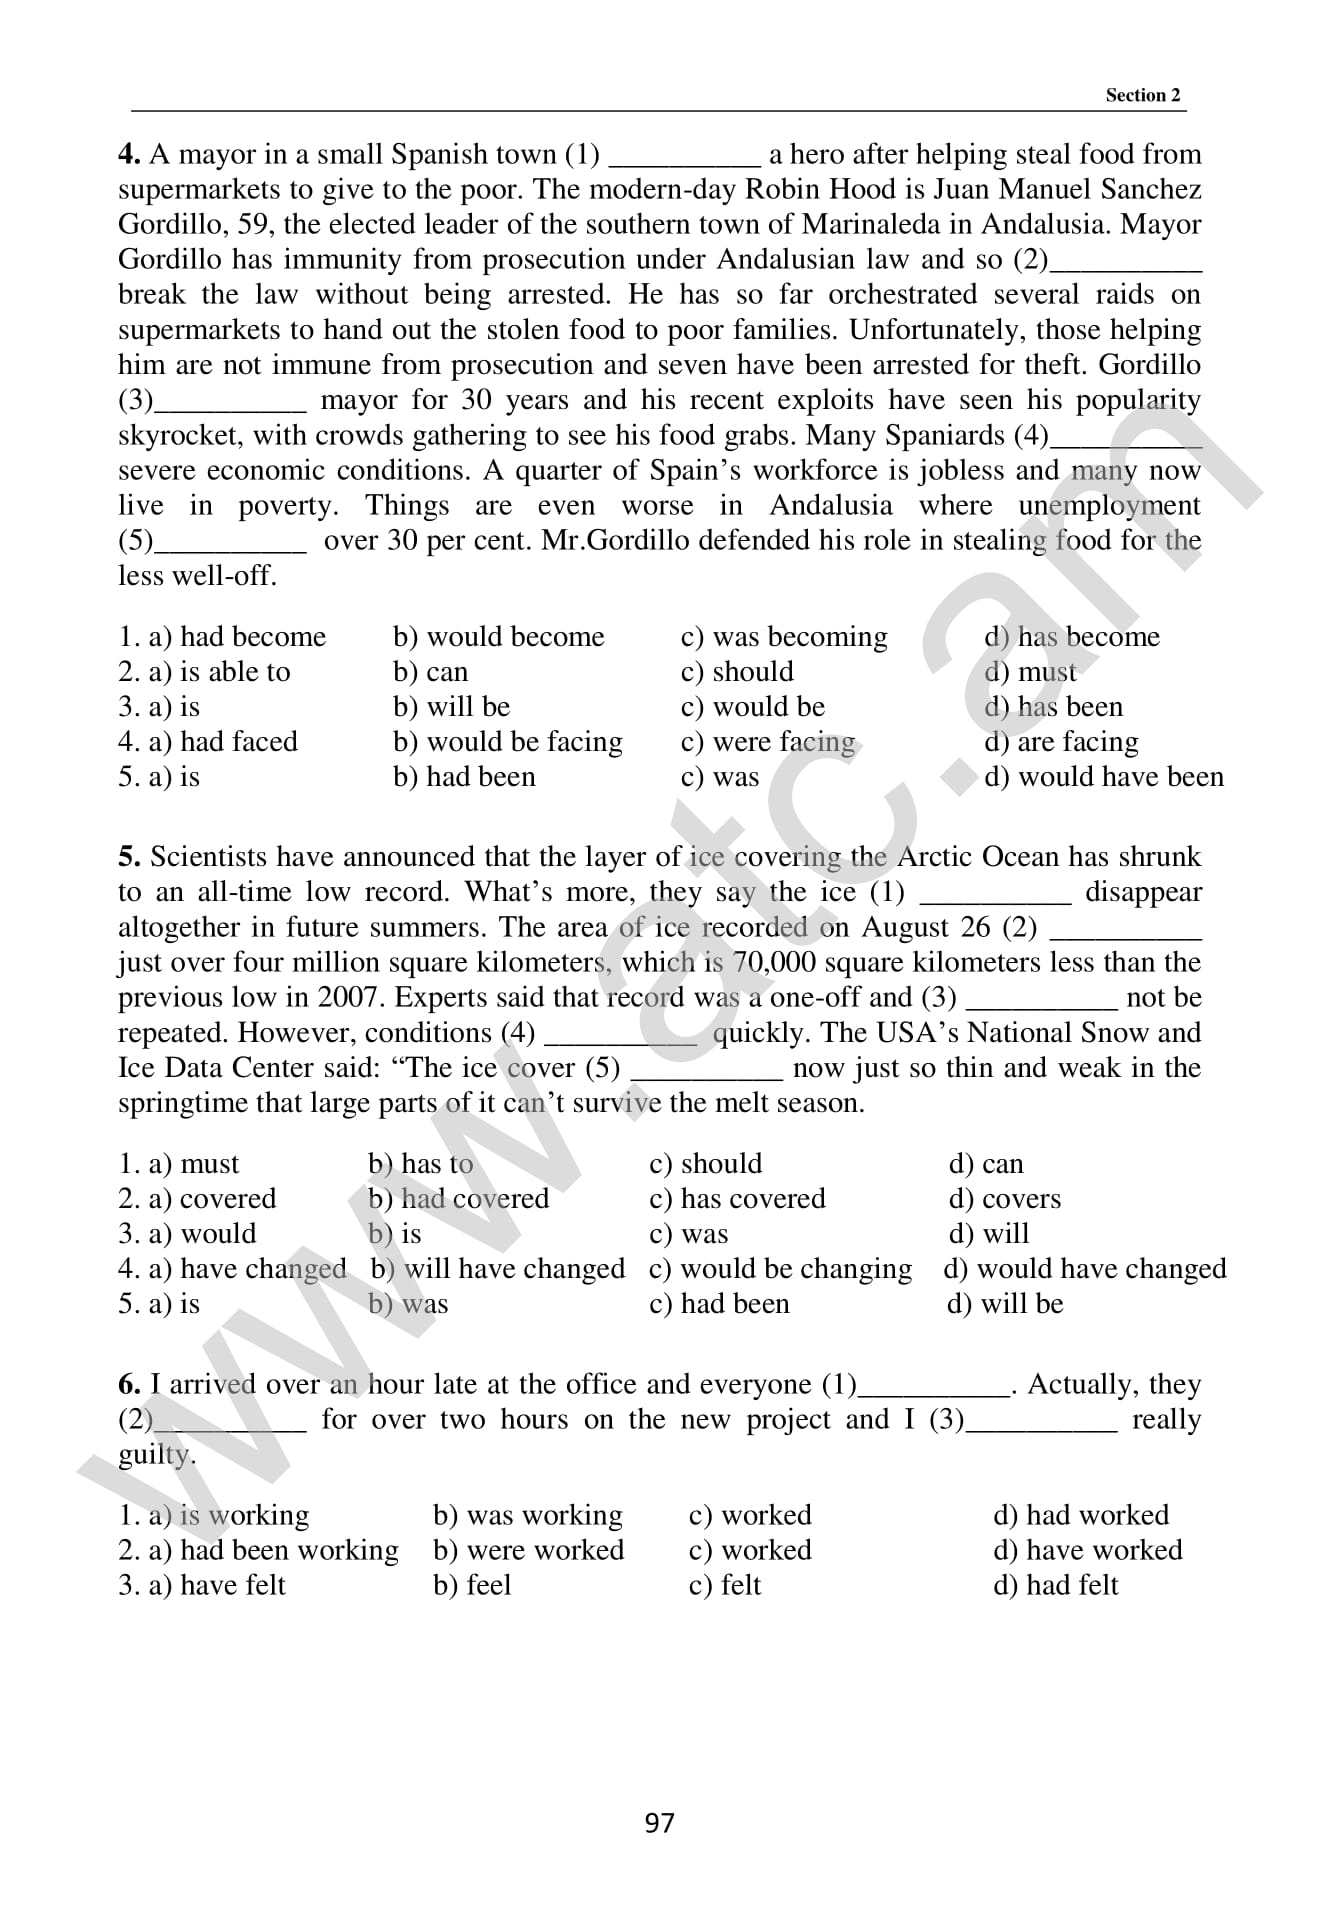 Section 2
4. A mayor in a small Spanish town (1) __________ a hero after helping steal food from
supermarkets to give to the poor. The modern-day Robin Hood is Juan Manuel Sanchez
Gordillo, 59, the elected leader of the southern town of Marinaleda in Andalusia. Mayor
Gordillo has immunity from prosecution under Andalusian law and so (2)__________
break the law without being arrested. He has so far orchestrated several raids on
supermarkets to hand out the stolen food to poor families. Unfortunately, those helping
him are not immune from prosecution and seven have been arrested for theft. Gordillo
(3)__________ mayor for 30 years and his recent exploits have seen his popularity
skyrocket, with crowds gathering to see his food grabs. Many Spaniards (4)__________
severe economic conditions. A quarter of Spain's workforce is jobless and many now
live in poverty. Things are even worse in Andalusia where unemployment
(5)__________ over 30 per cent. Mr.Gordillo defended his role in stealing food for the
less well-off.
1. a) had become b) would become c) was becoming d) has become
2. a) is able to b) can c) should d) must
3. a) is b) will be c) would be d) has been
4. a) had faced b) would be facing c) were facing d) are facing
5. a) is b) had been c) was d) would have been
5. Scientists have announced that the layer of ice covering the Arctic Ocean has shrunk
to an all-time low record. What's more, they say the ice (1) __________ disappear
altogether in future summers. The area of ice recorded on August 26 (2) __________
just over four million square kilometers, which is 70,000 square kilometers less than the
previous low in 2007. Experts said that record was a one-off and (3) __________ not be
repeated. However, conditions (4) __________ quickly. The USA's National Snow and
Ice Data Center said: “The ice cover (5) __________ now just so thin and weak in the
springtime that large parts of it can't survive the melt season.
1. a) must b) has to c) should d) can
2. a) covered b) had covered c) has covered d) covers
3. a) would b) is c) was d) will
4. a) have changed b) will have changed c) would be changing d) would have changed
5. a) is b) was c) had been d) will be
6. I arrived over an hour late at the office and everyone (1)__________. Actually, they
(2)__________ for over two hours on the new project and I (3)__________ really
guilty.
1. a) is working b) was working c) worked d) had worked
2. a) had been working b) were worked c) worked d) have worked
3. a) have felt b) feel c) felt d) had felt
97
www.atc.am